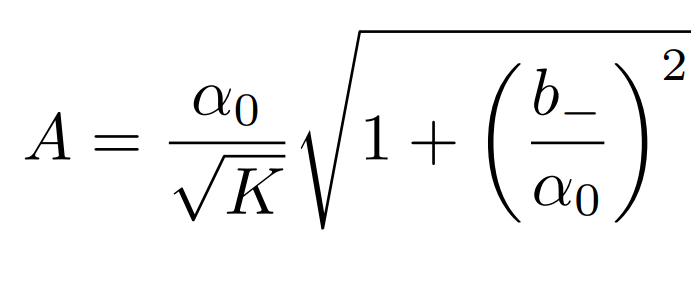 A = \frac{\alpha_0}{\sqrt{K}} \sqrt{1 + \left( \frac{b_-}{\alpha_0} \right)^2}